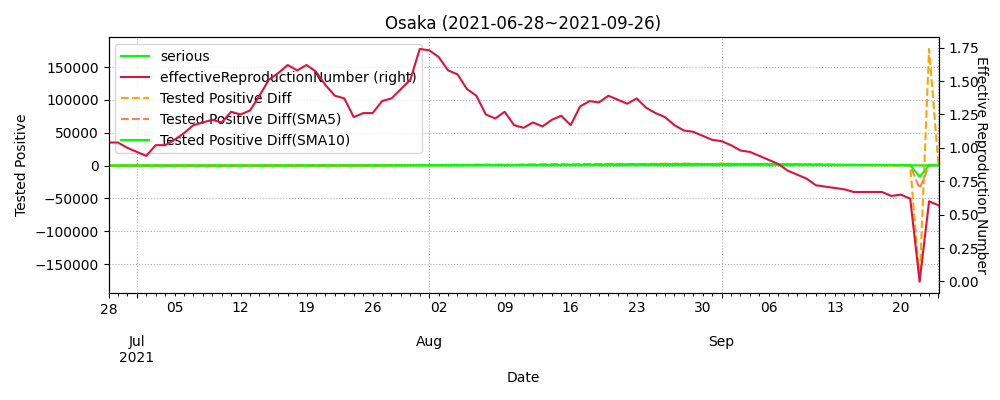 Osaka (2021-06-28~2021-09-26)
serious
effectiveReproductionNumber (right)
Tested Positive Diff
Tested Positive Diff(SMA5)
Tested Positive Diff(SMA10)
Tested Positive
150000
100000
50000
0
−50000
−100000
−150000
1.75
1.50
1.25
1.00
0.75
0.50
0.25
0.00
Effective Reproduction Number
28 05 12 19 26 02 09 16 23 30 06 13 20
Jul Aug Sep
2021
Date